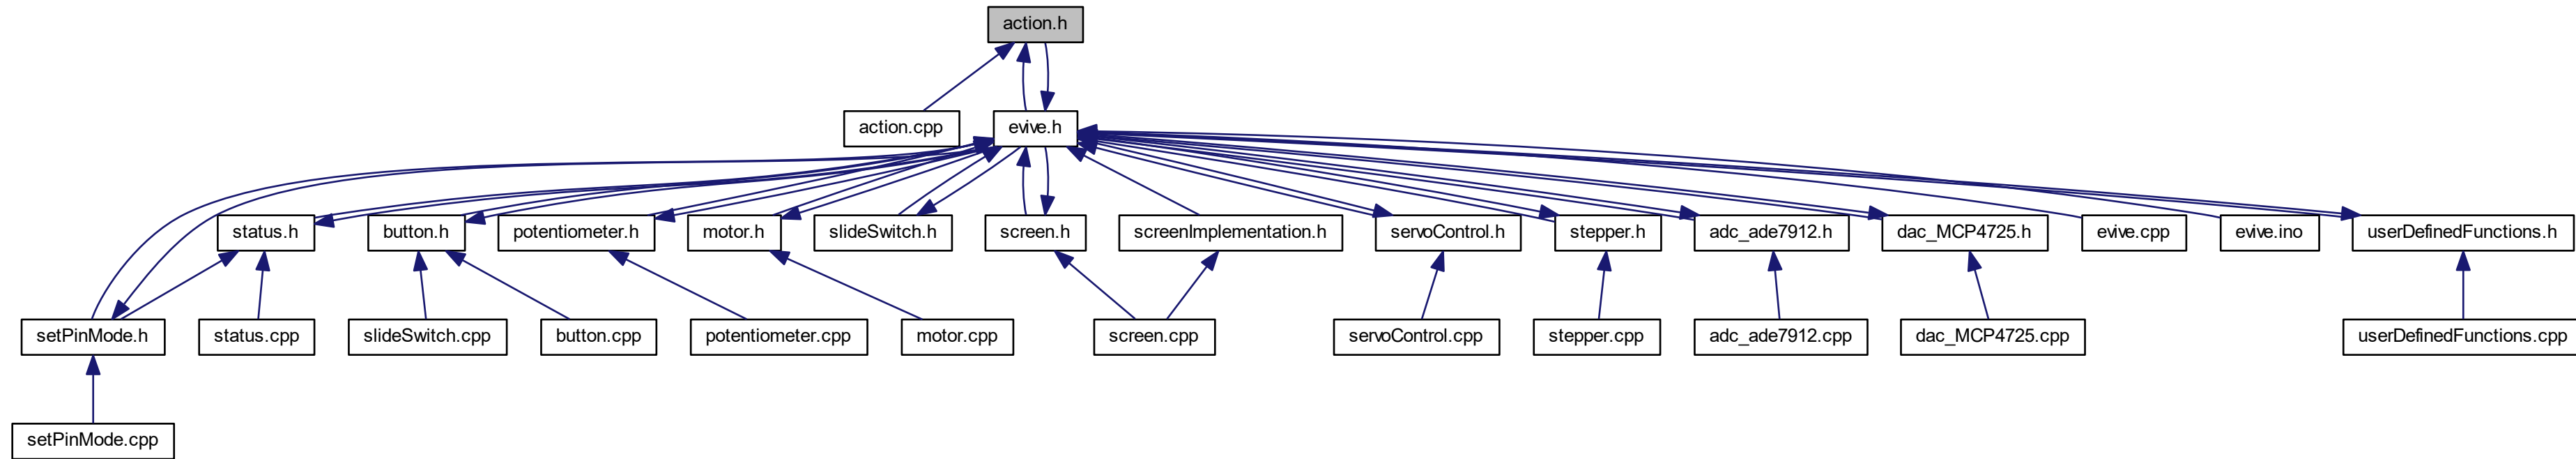 action.h
action.cpp
evive.h
status.h
button.h
potentiometer.h
motor.h
slideSwitch.h
screen.h
screenImplementation.h
servoControl.h
stepper.h
adc_ade7912.h
dac_MCP4725.h
evive.cpp
evive.ino
userDefinedFunctions.h
setPinMode.h
status.cpp
slideSwitch.cpp
button.cpp
potentiometer.cpp
motor.cpp
screen.cpp
servoControl.cpp
stepper.cpp
adc_ade7912.cpp
dac_MCP4725.cpp
userDefinedFunctions.cpp
setPinMode.cpp